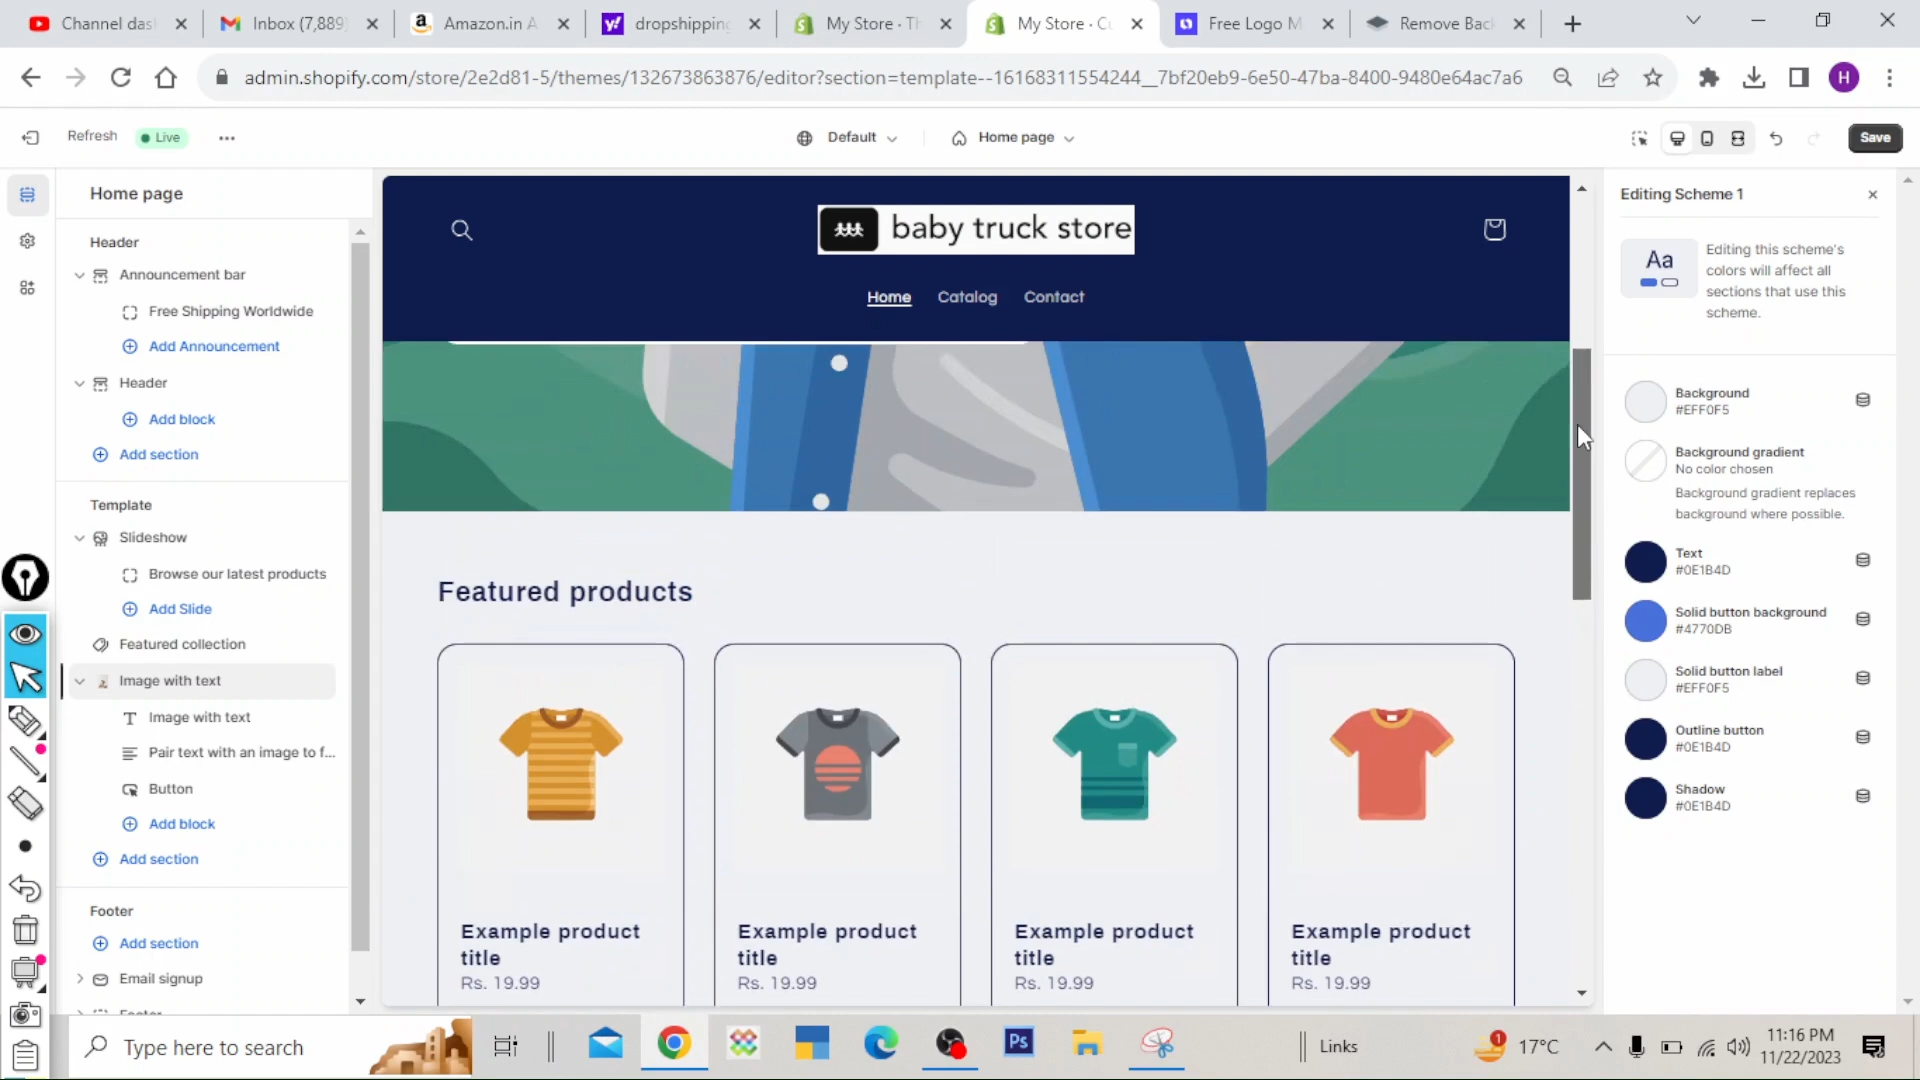 Channel das
Inbox (7,889)
Amazon.in A
dropshipping
My Store · Th
My Store · Cu
Free Logo M
Remove Bac
admin.shopify.com/store/2e2d81-5/themes/132673863876/editor?section=template--16168311554244__7bf20eb9-6e50-47ba-8400-9480e64ac7a6
H
Refresh
Live
Default
Home page
Save
Home page
Header
Announcement bar
Free Shipping Worldwide
Add Announcement
Header
Add block
Add section
Template
Slideshow
Browse our latest products
Add Slide
Featured collection
Image with text
Image with text
Pair text with an image to f...
Button
Add block
Add section
Footer
Add section
Email signup
baby truck store
Home
Catalog
Contact
Featured products
Example product
title
Rs. 19.99
Example product
title
Rs. 19.99
Example product
title
Rs. 19.99
Example product
title
Rs. 19.99
Editing Scheme 1
Aa
Editing this scheme's
colors will affect all
sections that use this
scheme.
Background
#EFF0F5
Background gradient
No color chosen
Background gradient replaces
background where possible.
Text
#0E1B4D
Solid button background
#4770DB
Solid button label
#EFF0F5
Outline button
#0E1B4D
Shadow
#0E1B4D
Type here to search
Ps
Links
1
17°C
11:16 PM
11/22/2023